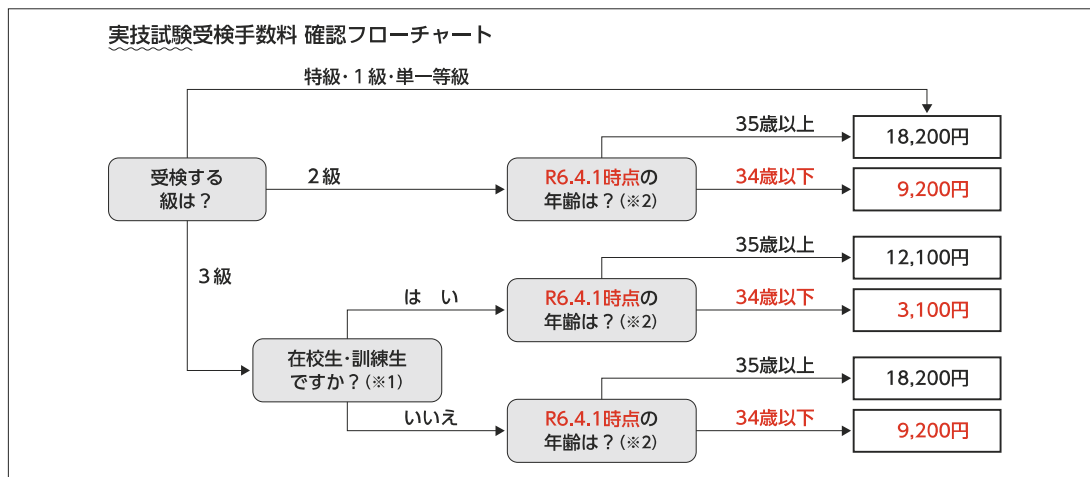 実技試験受検手数料 確認フローチャート
特級・1級・単一等級
受検する
級は？
2級
R6.4.1時点の
年齢は？(※2)
35歳以上
18,200円
34歳以下
9,200円
3級
在校生・訓練生
ですか？(※1)
は い
R6.4.1時点の
年齢は？(※2)
35歳以上
12,100円
34歳以下
3,100円
いいえ
R6.4.1時点の
年齢は？(※2)
35歳以上
18,200円
34歳以下
9,200円